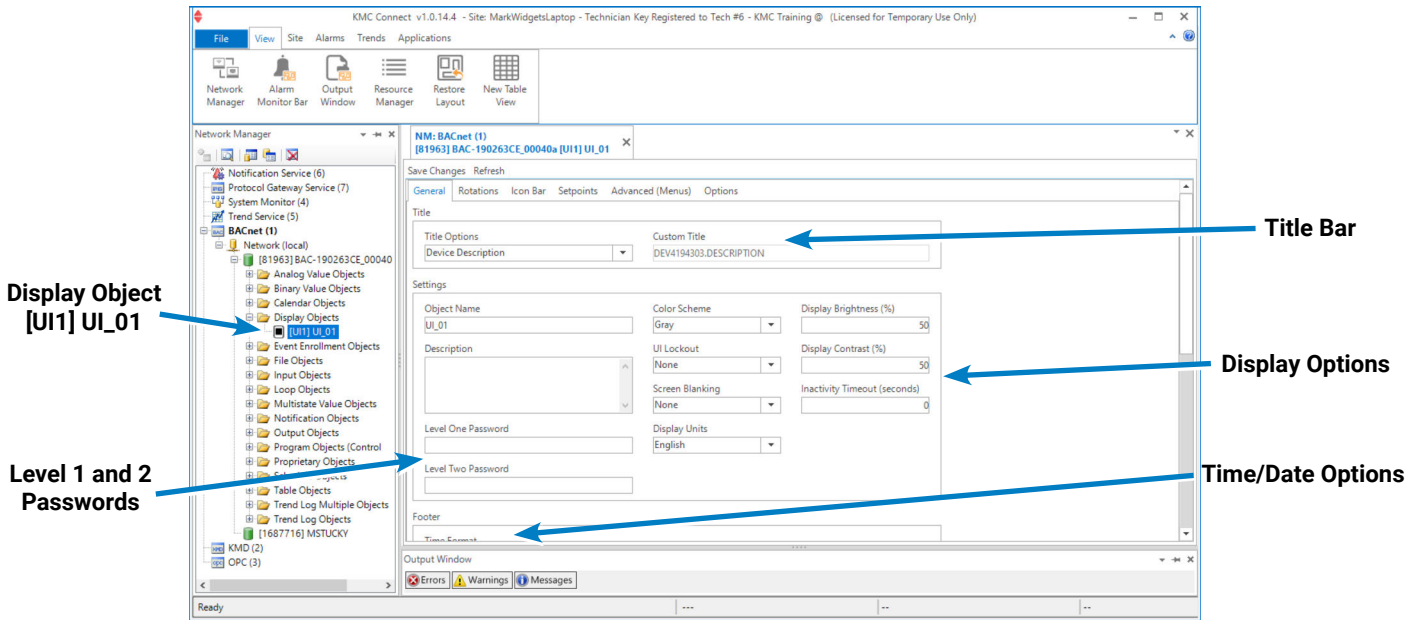 KMC Connect v1.0.14.4 - Site: MarkWidgetsLaptop - Technician Key Registered to Tech #6 - KMC Training @ (Licensed for Temporary Use Only)
File View Site Alarms Trends Applications
Network Manager
Alarm Monitor Bar
Output Window
Resource Manager
Restore Layout
New Table View
Network Manager
Notification Service (6)
Protocol Gateway Service (7)
System Monitor (4)
Trend Service (5)
BACnet (1)
Network (local)
[81963] BAC-190263CE_00040
Analog Value Objects
Binary Value Objects
Calendar Objects
Display Objects
[UI1] UI_01
Event Enrollment Objects
File Objects
Input Objects
Loop Objects
Multistate Value Objects
Notification Objects
Output Objects
Program Objects (Control
Proprietary Objects
Table Objects
Trend Log Multiple Objects
Trend Log Objects
[1687716] MSTUCKY
KMD (2)
OPC (3)
NM: BACnet (1)
[81963] BAC-190263CE_00040a [UI1] UI_01
Save Changes Refresh
General Rotations Icon Bar Setpoints Advanced (Menus) Options
Title
Title Options
Device Description
Custom Title
DEV4194303.DESCRIPTION
Settings
Object Name
UI_01
Description
Level One Password
Level Two Password
Color Scheme
Gray
UI Lockout
None
Screen Blanking
None
Display Units
English
Display Brightness (%)
50
Display Contrast (%)
50
Inactivity Timeout (seconds)
0
Footer
Time Format
Output Window
Errors Warnings Messages
Ready --- -- --
Display Object
[UI1] UI_01
Level 1 and 2
Passwords
Title Bar
Display Options
Time/Date Options